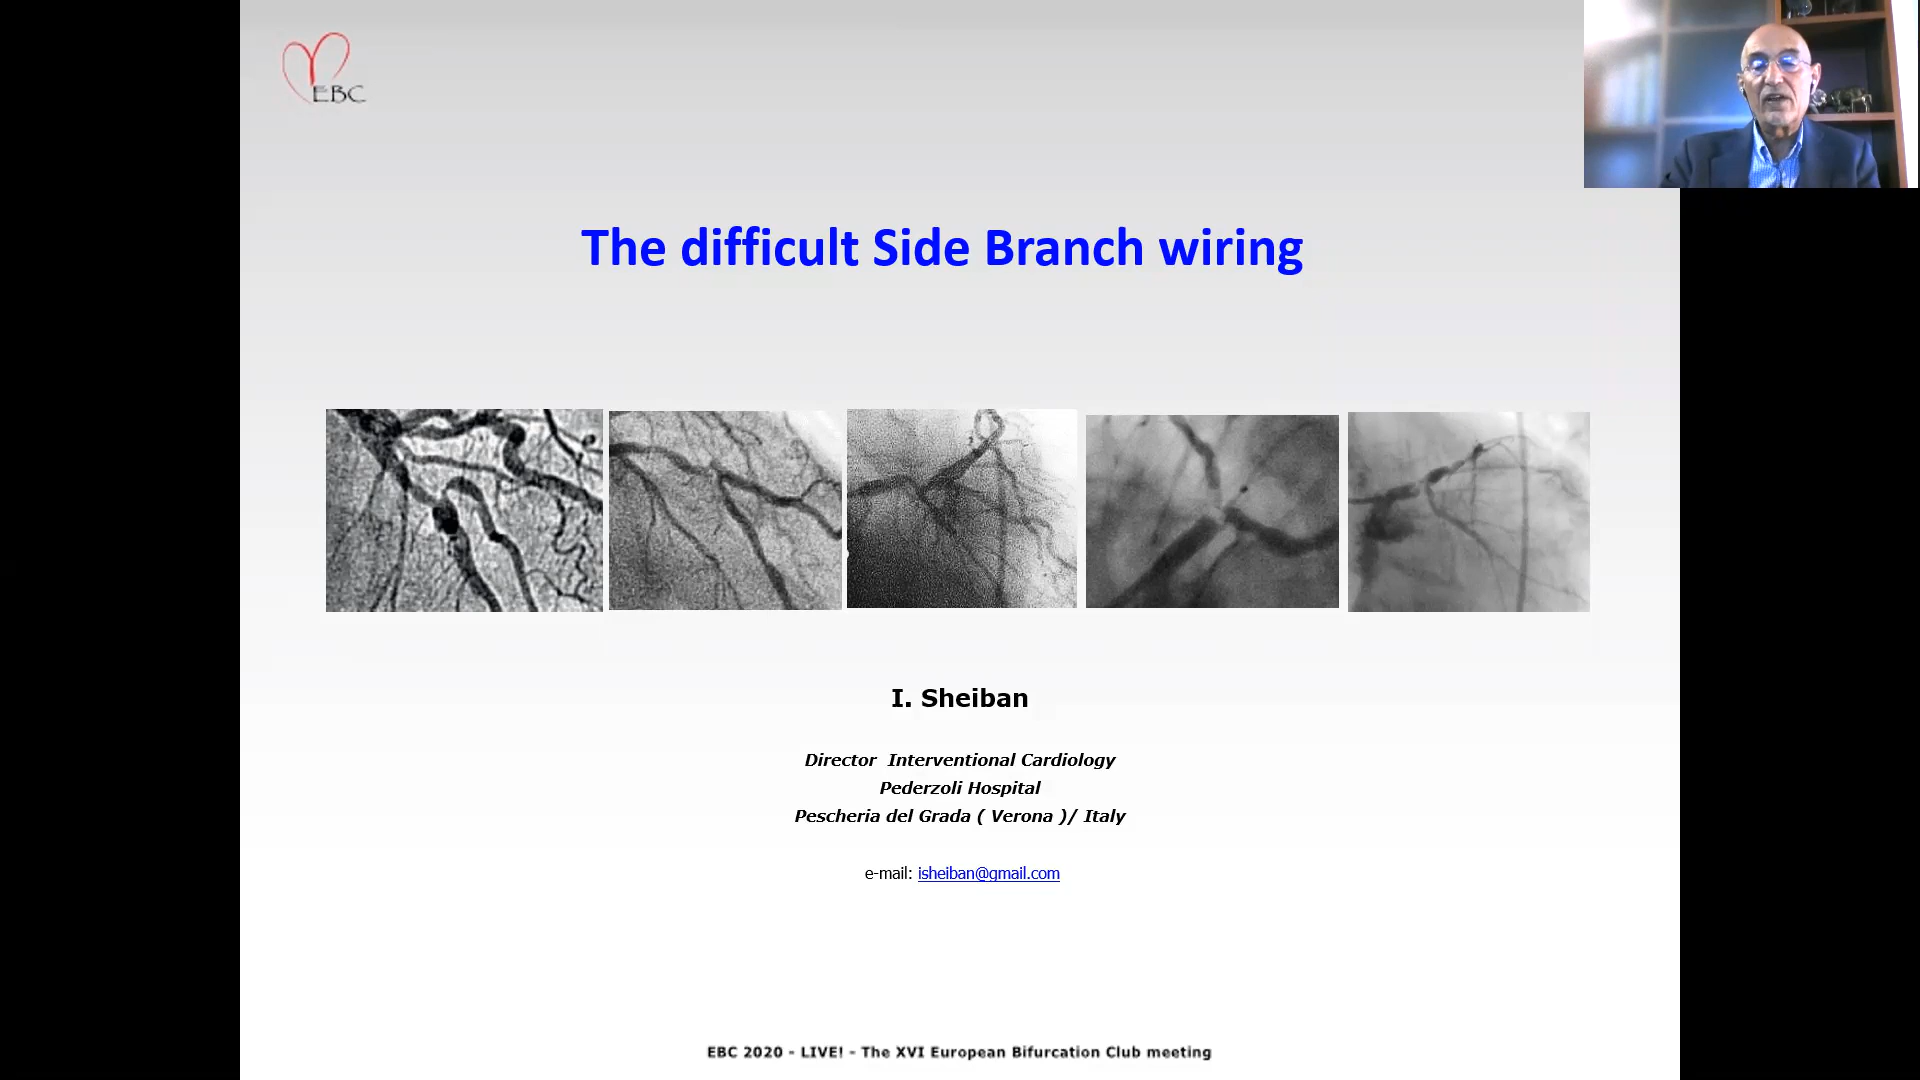 EBC
The difficult Side Branch wiring
I. Sheiban
Director Interventional Cardiology
Pederzoli Hospital
Pescheria del Grada ( Verona )/ Italy
e-mail: isheiban@gmail.com
EBC 2020 - LIVE! - The XVI European Bifurcation Club meeting